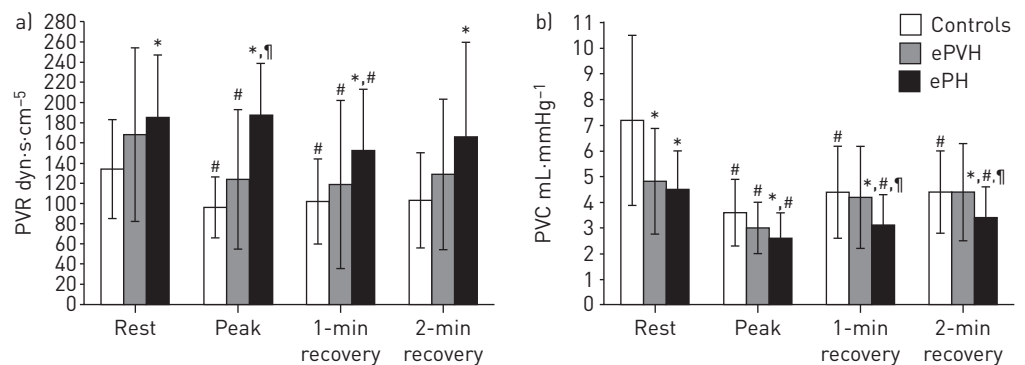 a)
PVR dyn·s·cm⁻⁵
280
260
240
220
200
180
160
140
120
100
80
60
40
20
0
*
#
#
*,¶
#
#
*,#
*
Rest
Peak
1-min
recovery
2-min
recovery
b)
PVC mL·mmHg⁻¹
11
10
9
8
7
6
5
4
3
2
1
0
*
*
#
#
*,#
#
*,#,¶
#
*,#,¶
Rest
Peak
1-min
recovery
2-min
recovery
Controls
ePVH
ePH